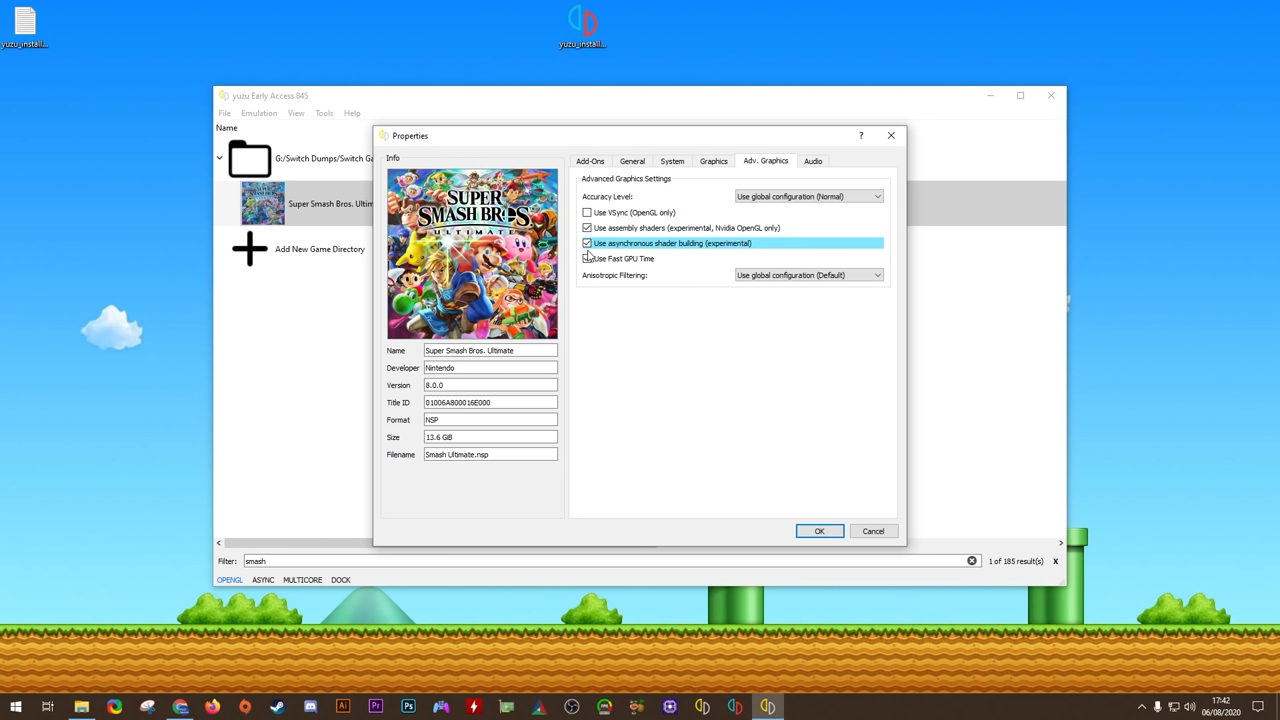 yuzu_install...
yuzu_install...
yuzu Early Access 845
File Emulation View Tools Help
Name
G:/Switch Dumps/Switch Ga
Super Smash Bros. Ultim
Add New Game Directory
Properties
?
Info
SUPER
SMASH BROS
ULTIMATE
Name Super Smash Bros. Ultimate
Developer Nintendo
Version 8.0.0
Title ID 01006A800016E000
Format NSP
Size 13.6 GiB
Filename Smash Ultimate.nsp
Add-Ons General System Graphics Adv. Graphics Audio
Advanced Graphics Settings
Accuracy Level: Use global configuration (Normal)
Use VSync (OpenGL only)
Use assembly shaders (experimental, Nvidia OpenGL only)
Use asynchronous shader building (experimental)
Use Fast GPU Time
Anisotropic Filtering: Use global configuration (Default)
OK Cancel
Filter: smash 1 of 185 result(s) X
OPENGL ASYNC MULTICORE DOCK
Ai Pr Ps
17:42
06/08/2020